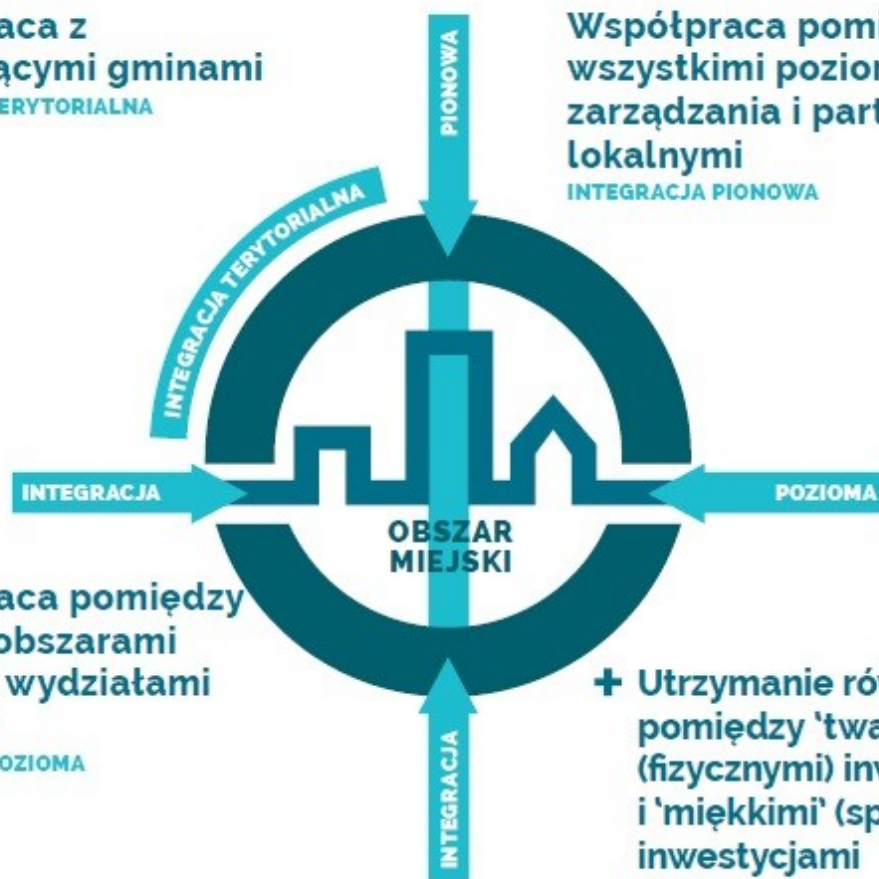 aca z
ącymi gminami
ERYTORIALNA
PIONOWA
Współpraca pomi
wszystkimi pozion
zarządzania i part
lokalnymi
INTEGRACJA PIONOWA
INTEGRACJA TERYTORIALNA
INTEGRACJA
POZIOMA
OBSZAR
MIEJSKI
aca pomiędzy
obszarami
wydziałami
OZIOMA
INTEGRACJA
+ Utrzymanie rów
pomiędzy ‘twa
(fizycznymi) inw
i ‘miękkimi‘ (sp
inwestycjami